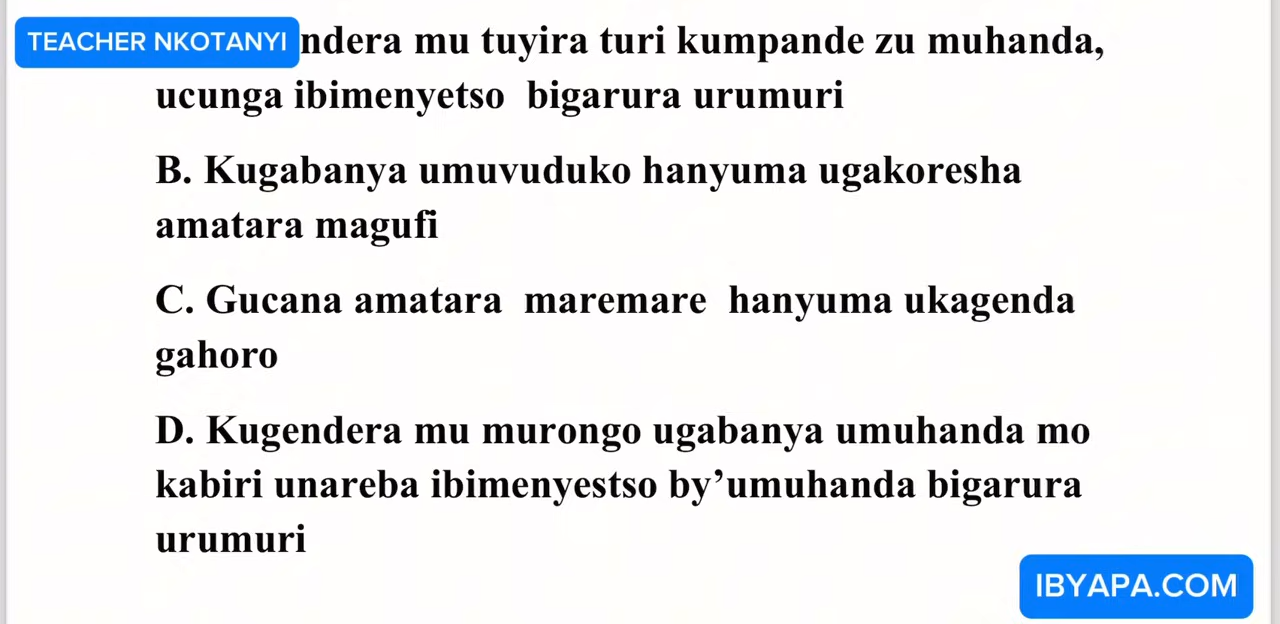 TEACHER NKOTANYI
mu tuyira turi kumpande zu muhanda,
ucunga ibimenyetso bigarura urumuri
B. Kugabanya umuvuduko hanyuma ugakoresha
amatara magufi
C. Gucana amatara maremare hanyuma ukagenda
gahoro
D. Kugendera mu murongo ugabanya umuhanda mo
kabiri unareba ibimenyestso by’umuhanda bigarura
urumuri
IBYAPA.COM